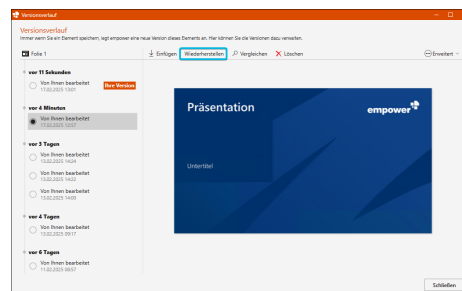 Versionsverlauf
Versionsverlauf
Immer wenn Sie ein Element speichern, legt empower eine neue Version dieses Elements an. Hier können Sie die Versionen dazu verwalten.
Folie 1
Einfügen Wiederherstellen Vergleichen Löschen Erweitert
vor 11 Sekunden
Von Ihnen bearbeitet
17.02.2025 13:01
Ihre Version
vor 4 Minuten
Von Ihnen bearbeitet
17.02.2025 12:57
vor 3 Tagen
Von Ihnen bearbeitet
13.02.2025 14:24
Von Ihnen bearbeitet
13.02.2025 14:22
Von Ihnen bearbeitet
13.02.2025 14:00
vor 4 Tagen
Von Ihnen bearbeitet
13.02.2025 09:17
vor 6 Tagen
Von Ihnen bearbeitet
11.02.2025 08:57
Präsentation
empower
Untertitel
Schließen